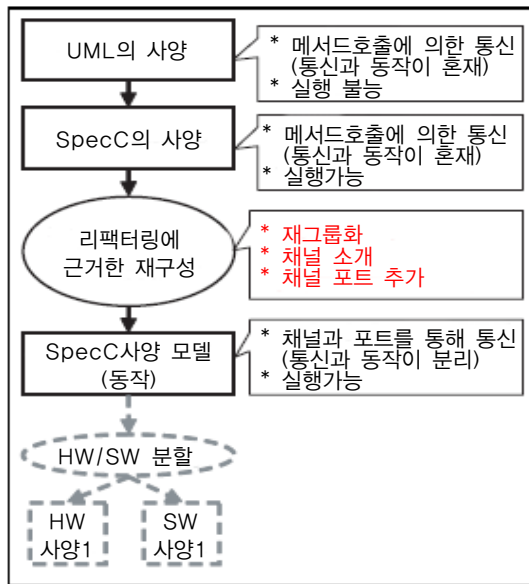 UML의 사양
* 메서드호출에 의한 통신
(통신과 동작이 혼재)
* 실행 불능
SpecC의 사양
* 메서드호출에 의한 통신
(통신과 동작이 혼재)
* 실행가능
리팩터링에
근거한 재구성
* 재그룹화
* 채널 소개
* 채널 포트 추가
SpecC사양 모델
(동작)
* 채널과 포트를 통해 통신
(통신과 동작이 분리)
* 실행가능
HW/SW 분할
HW
사양1
SW
사양1